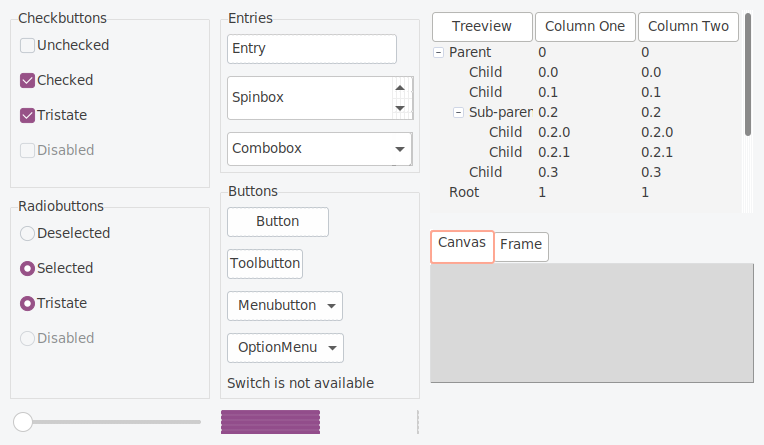 Checkbuttons
Unchecked
Checked
Tristate
Disabled
Radiobuttons
Deselected
Selected
Tristate
Disabled
Entries
Entry
Spinbox
Combobox
Buttons
Button
Toolbutton
Menubutton
OptionMenu
Switch is not available
Treeview Column One Column Two
Parent 0 0
Child 0.0 0.0
Child 0.1 0.1
Sub-paren 0.2 0.2
Child 0.2.0 0.2.0
Child 0.2.1 0.2.1
Child 0.3 0.3
Root 1 1
Canvas Frame